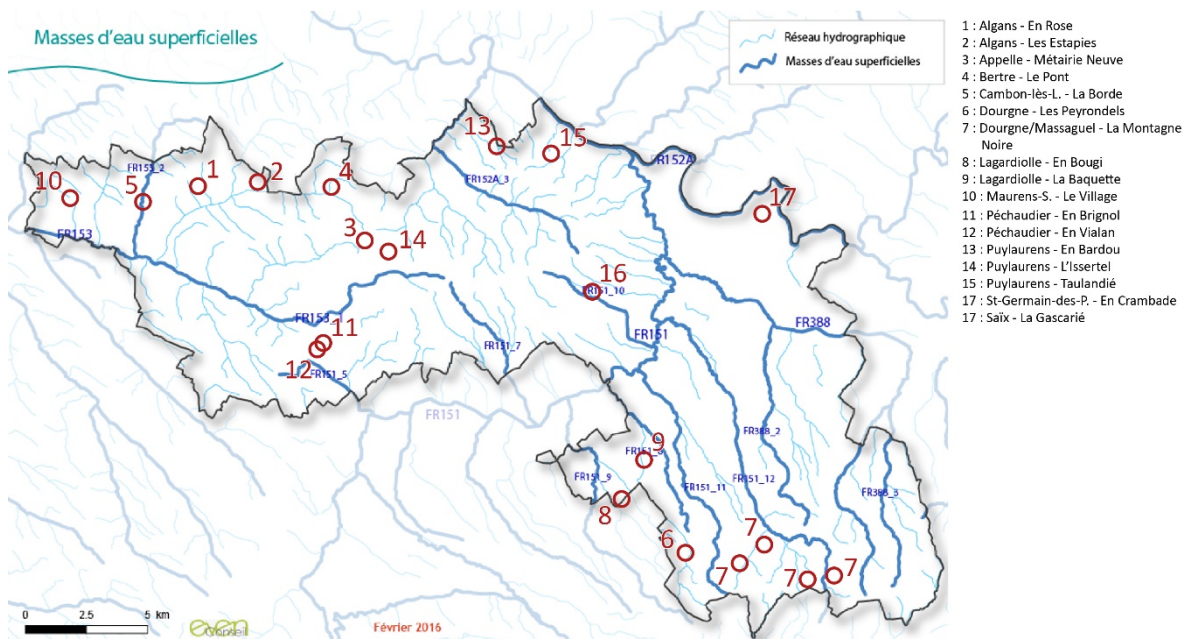 Masses d'eau superficielles
Réseau hydrographique
Masses d'eau superficielles
1 : Algans - En Rose
2 : Algans - Les Estapies
3 : Appelle - Métairie Neuve
4 : Bertre - Le Pont
5 : Cambon-lès-L. - La Borde
6 : Dourgne - Les Peyrondels
7 : Dourgne/Massaguel - La Montagne
Noire
8 : Lagardiolle - En Bougi
9 : Lagardiolle - La Baquette
10 : Maurens-S. - Le Village
11 : Péchaudier - En Brignol
12 : Péchaudier - En Vialan
13 : Puylaurens - En Bardou
14 : Puylaurens - L'Issertel
15 : Puylaurens - Taulandié
17 : St-Germain-des-P. - En Crambade
17 : Saïx - La Gascarié
13
15
FR152A
FR153_2
1
2
4
FR152A_3
10
5
17
FR153
3
14
16
FR151_10
FR153_1
11
FR151
FR388
12
FR151_5
FR151_7
FR151
FR388_2
9
FR151_9
FR151_11
FR151_12
FR388_3
8
6
7
7
7
7
0
2.5
5 km
even
Conseil
Février 2016